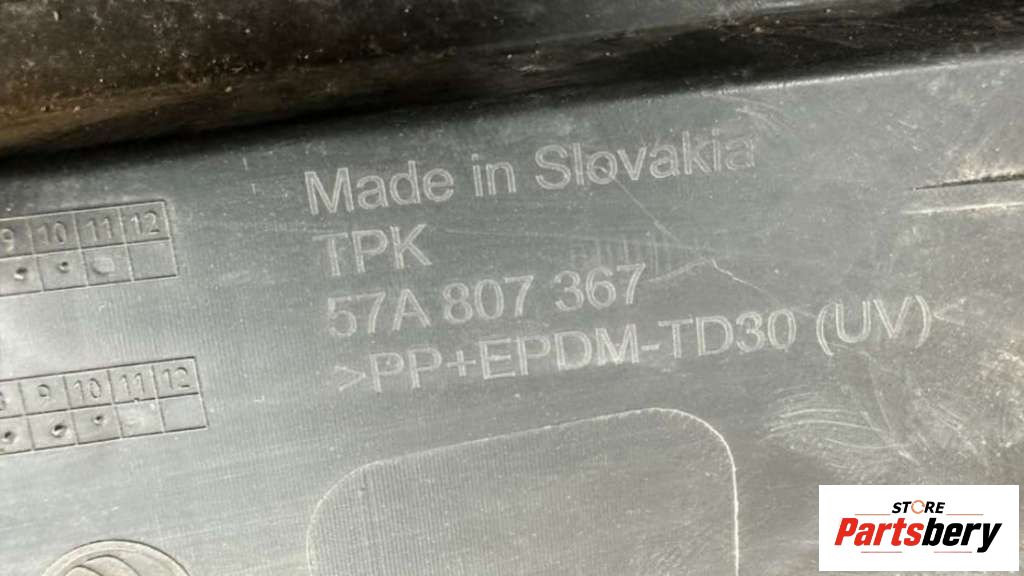 Made in Slovakia
TPK
57A 807 367
>PP+EPDM-TD30 (UV)<
9 10 11 12
9 10 11 12
STORE
Partsbery